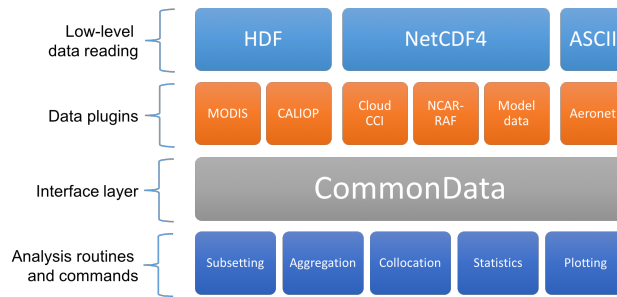 Low-level
data reading
HDF
NetCDF4
ASCII
Data plugins
MODIS
CALIOP
Cloud
CCI
NCAR-
RAF
Model
data
Aeronet
Interface layer
CommonData
Analysis routines
and commands
Subsetting
Aggregation
Collocation
Statistics
Plotting